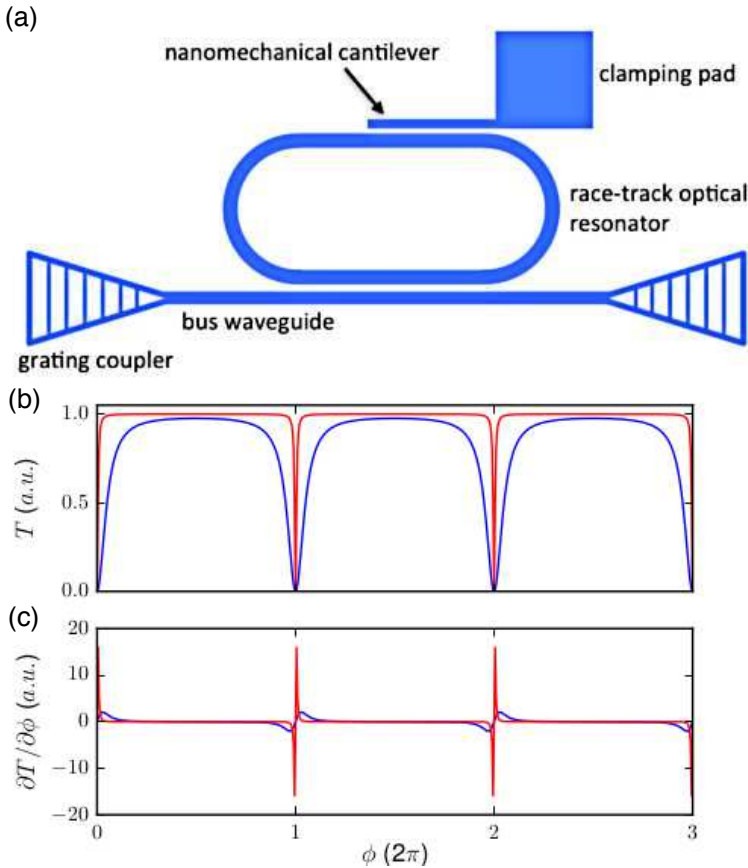 (a)
nanomechanical cantilever
clamping pad
race-track optical
resonator
bus waveguide
grating coupler
(b)
1.0
0.5
0.0
T (a.u.)
(c)
20
10
0
−10
−20
∂T/∂ϕ (a.u.)
0 1 2 3
ϕ (2π)